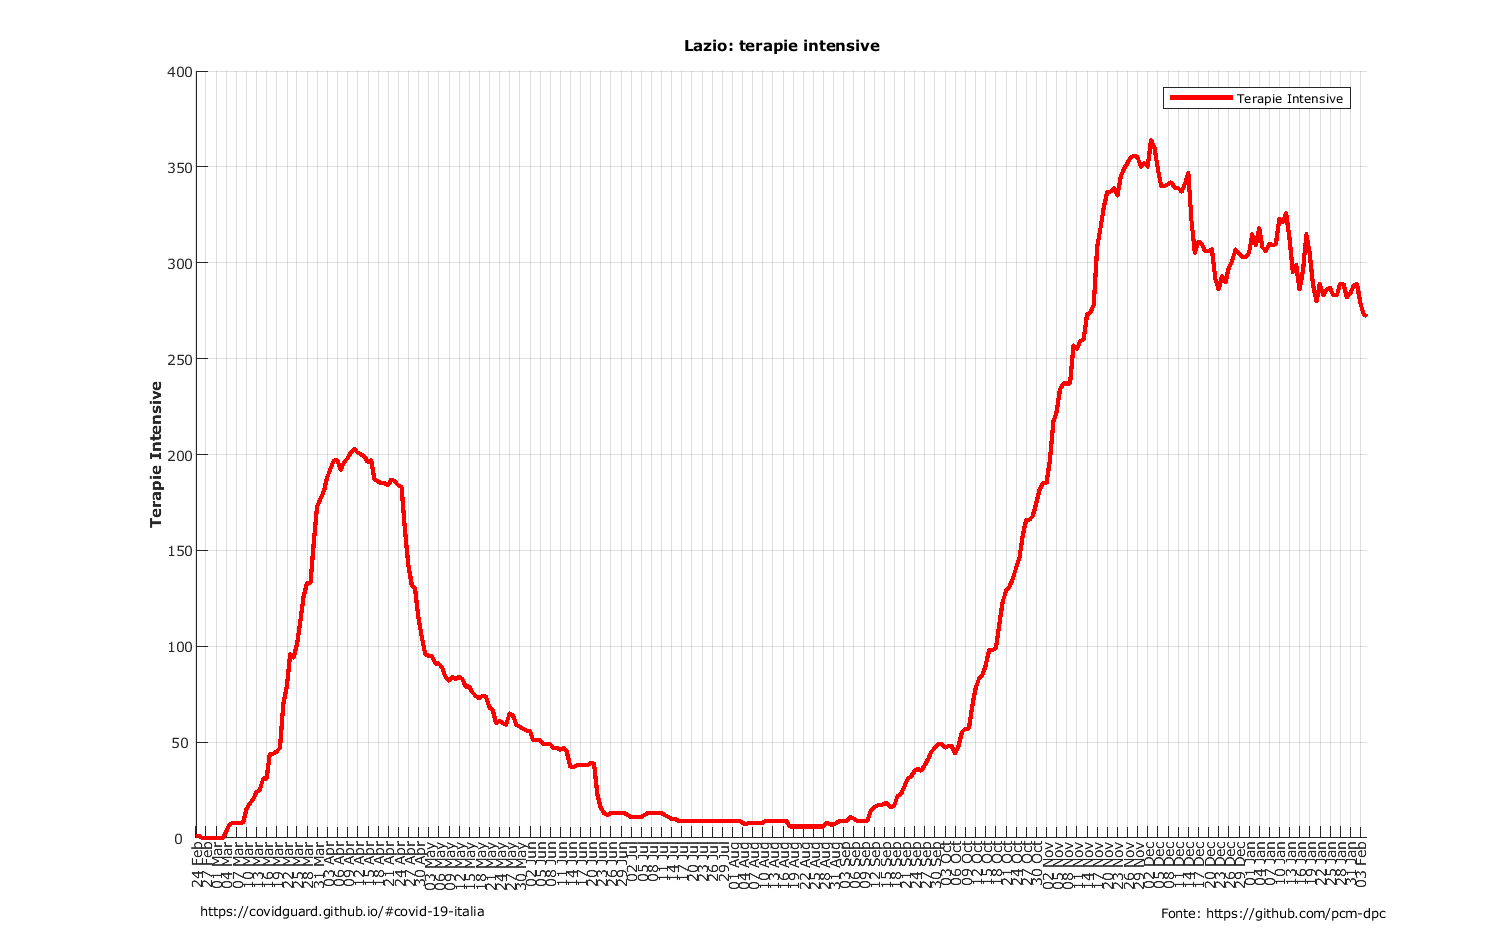 Lazio: terapie intensive
Terapie Intensive
400
350
300
250
200
150
100
50
0
Terapie Intensive
24 Feb
27 Feb
01 Mar
04 Mar
07 Mar
10 Mar
13 Mar
16 Mar
19 Mar
22 Mar
25 Mar
28 Mar
31 Mar
03 Apr
06 Apr
09 Apr
12 Apr
15 Apr
18 Apr
21 Apr
24 Apr
27 Apr
30 Apr
03 May
06 May
09 May
12 May
15 May
18 May
21 May
24 May
27 May
30 May
02 Jun
05 Jun
08 Jun
11 Jun
14 Jun
17 Jun
20 Jun
23 Jun
26 Jun
29 Jun
02 Jul
05 Jul
08 Jul
11 Jul
14 Jul
17 Jul
20 Jul
23 Jul
26 Jul
29 Jul
01 Aug
04 Aug
07 Aug
10 Aug
13 Aug
16 Aug
19 Aug
22 Aug
25 Aug
28 Aug
31 Aug
03 Sep
06 Sep
09 Sep
12 Sep
15 Sep
18 Sep
21 Sep
24 Sep
27 Sep
30 Sep
03 Oct
06 Oct
09 Oct
12 Oct
15 Oct
18 Oct
21 Oct
24 Oct
27 Oct
30 Oct
02 Nov
05 Nov
08 Nov
11 Nov
14 Nov
17 Nov
20 Nov
23 Nov
26 Nov
29 Nov
02 Dec
05 Dec
08 Dec
11 Dec
14 Dec
17 Dec
20 Dec
23 Dec
26 Dec
29 Dec
01 Jan
04 Jan
07 Jan
10 Jan
13 Jan
16 Jan
19 Jan
22 Jan
25 Jan
28 Jan
31 Jan
03 Feb
https://covidguard.github.io/#covid-19-italia
Fonte: https://github.com/pcm-dpc